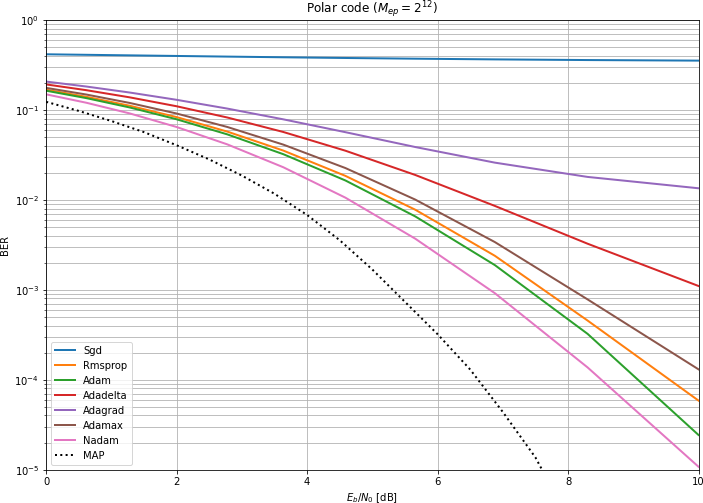 Polar code (M_ep = 2^12)
10^0
10^-1
10^-2
10^-3
10^-4
10^-5
BER
Sgd
Rmsprop
Adam
Adadelta
Adagrad
Adamax
Nadam
MAP
0 2 4 6 8 10
E_b/N_0 [dB]